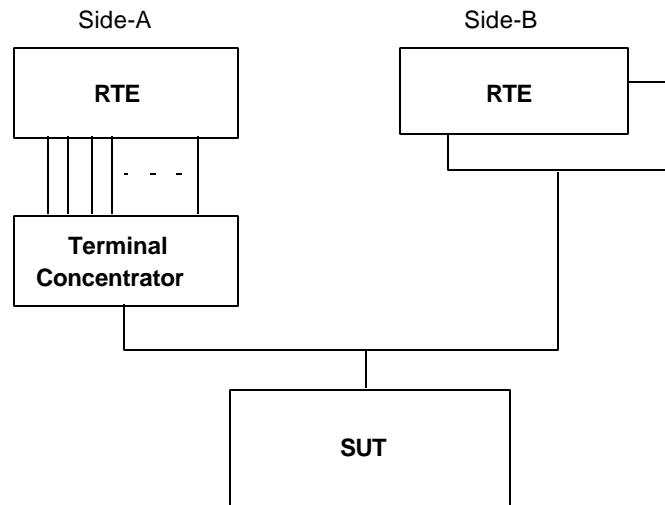 Side-A
Side-B
RTE
RTE
- - -
Terminal
Concentrator
SUT